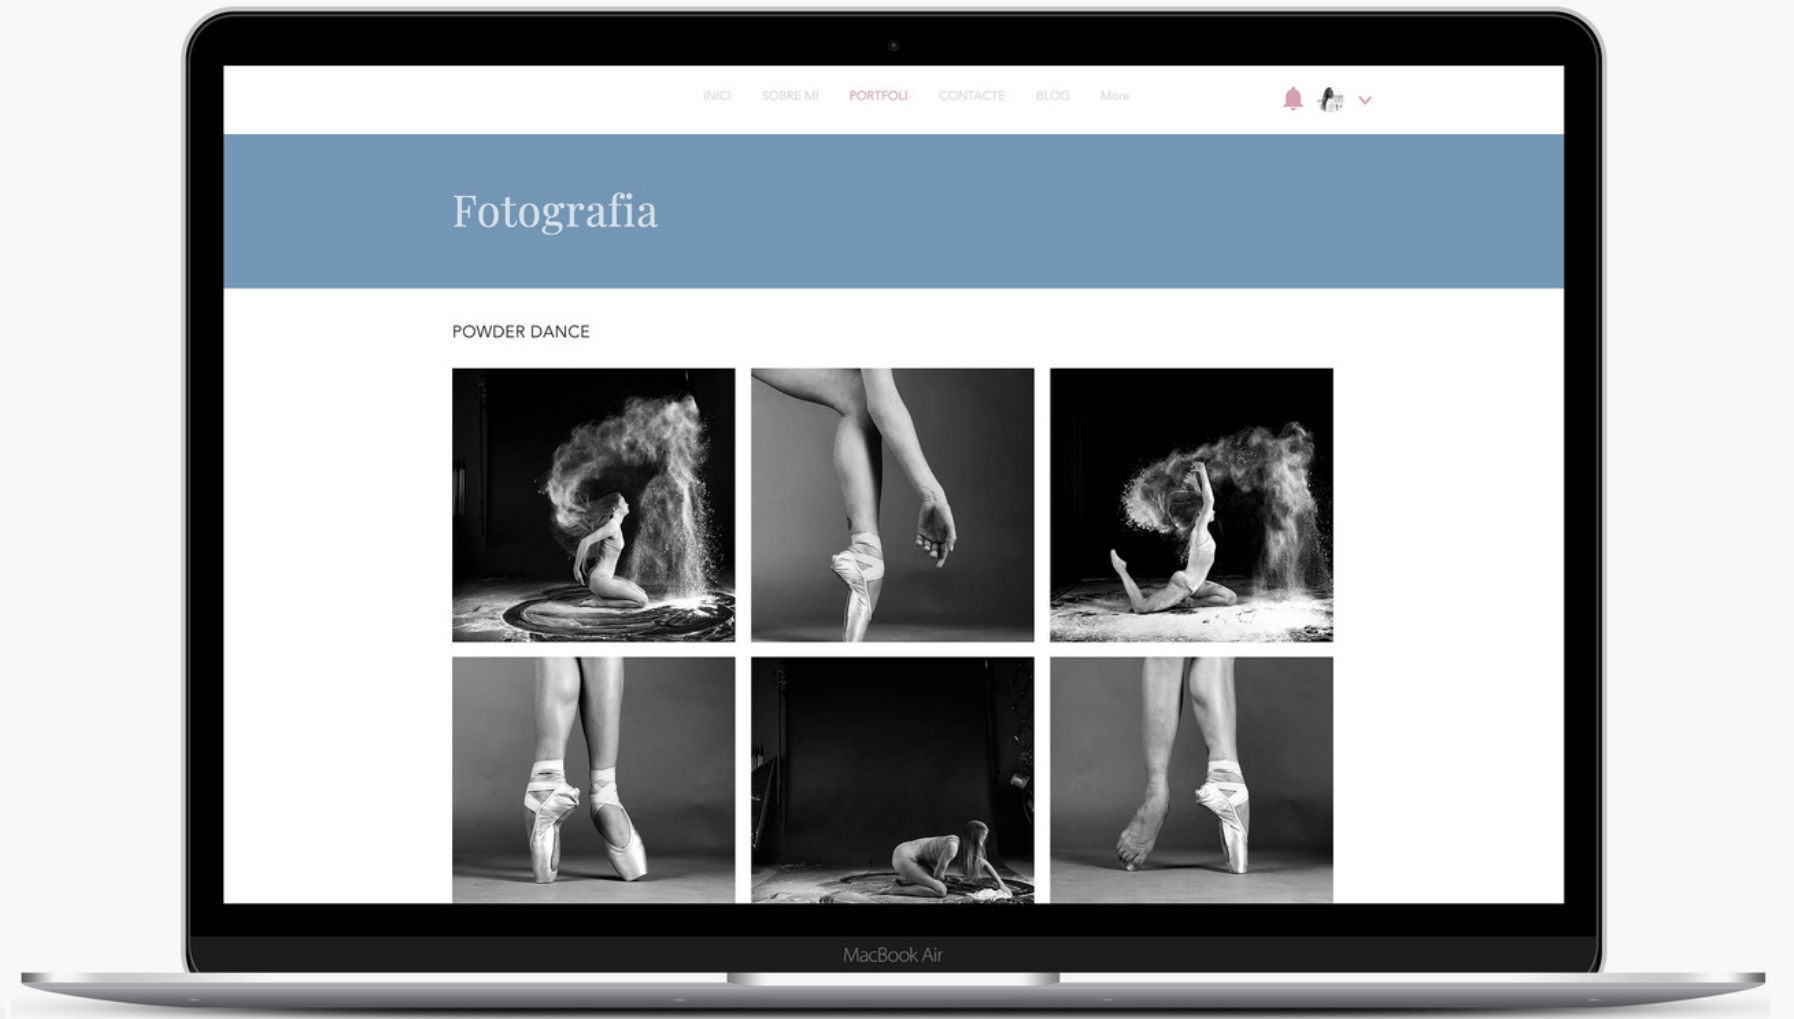 INICI SOBRE MI PORTFOLI CONTACTE BLOG More
Fotografia
POWDER DANCE
MacBook Air